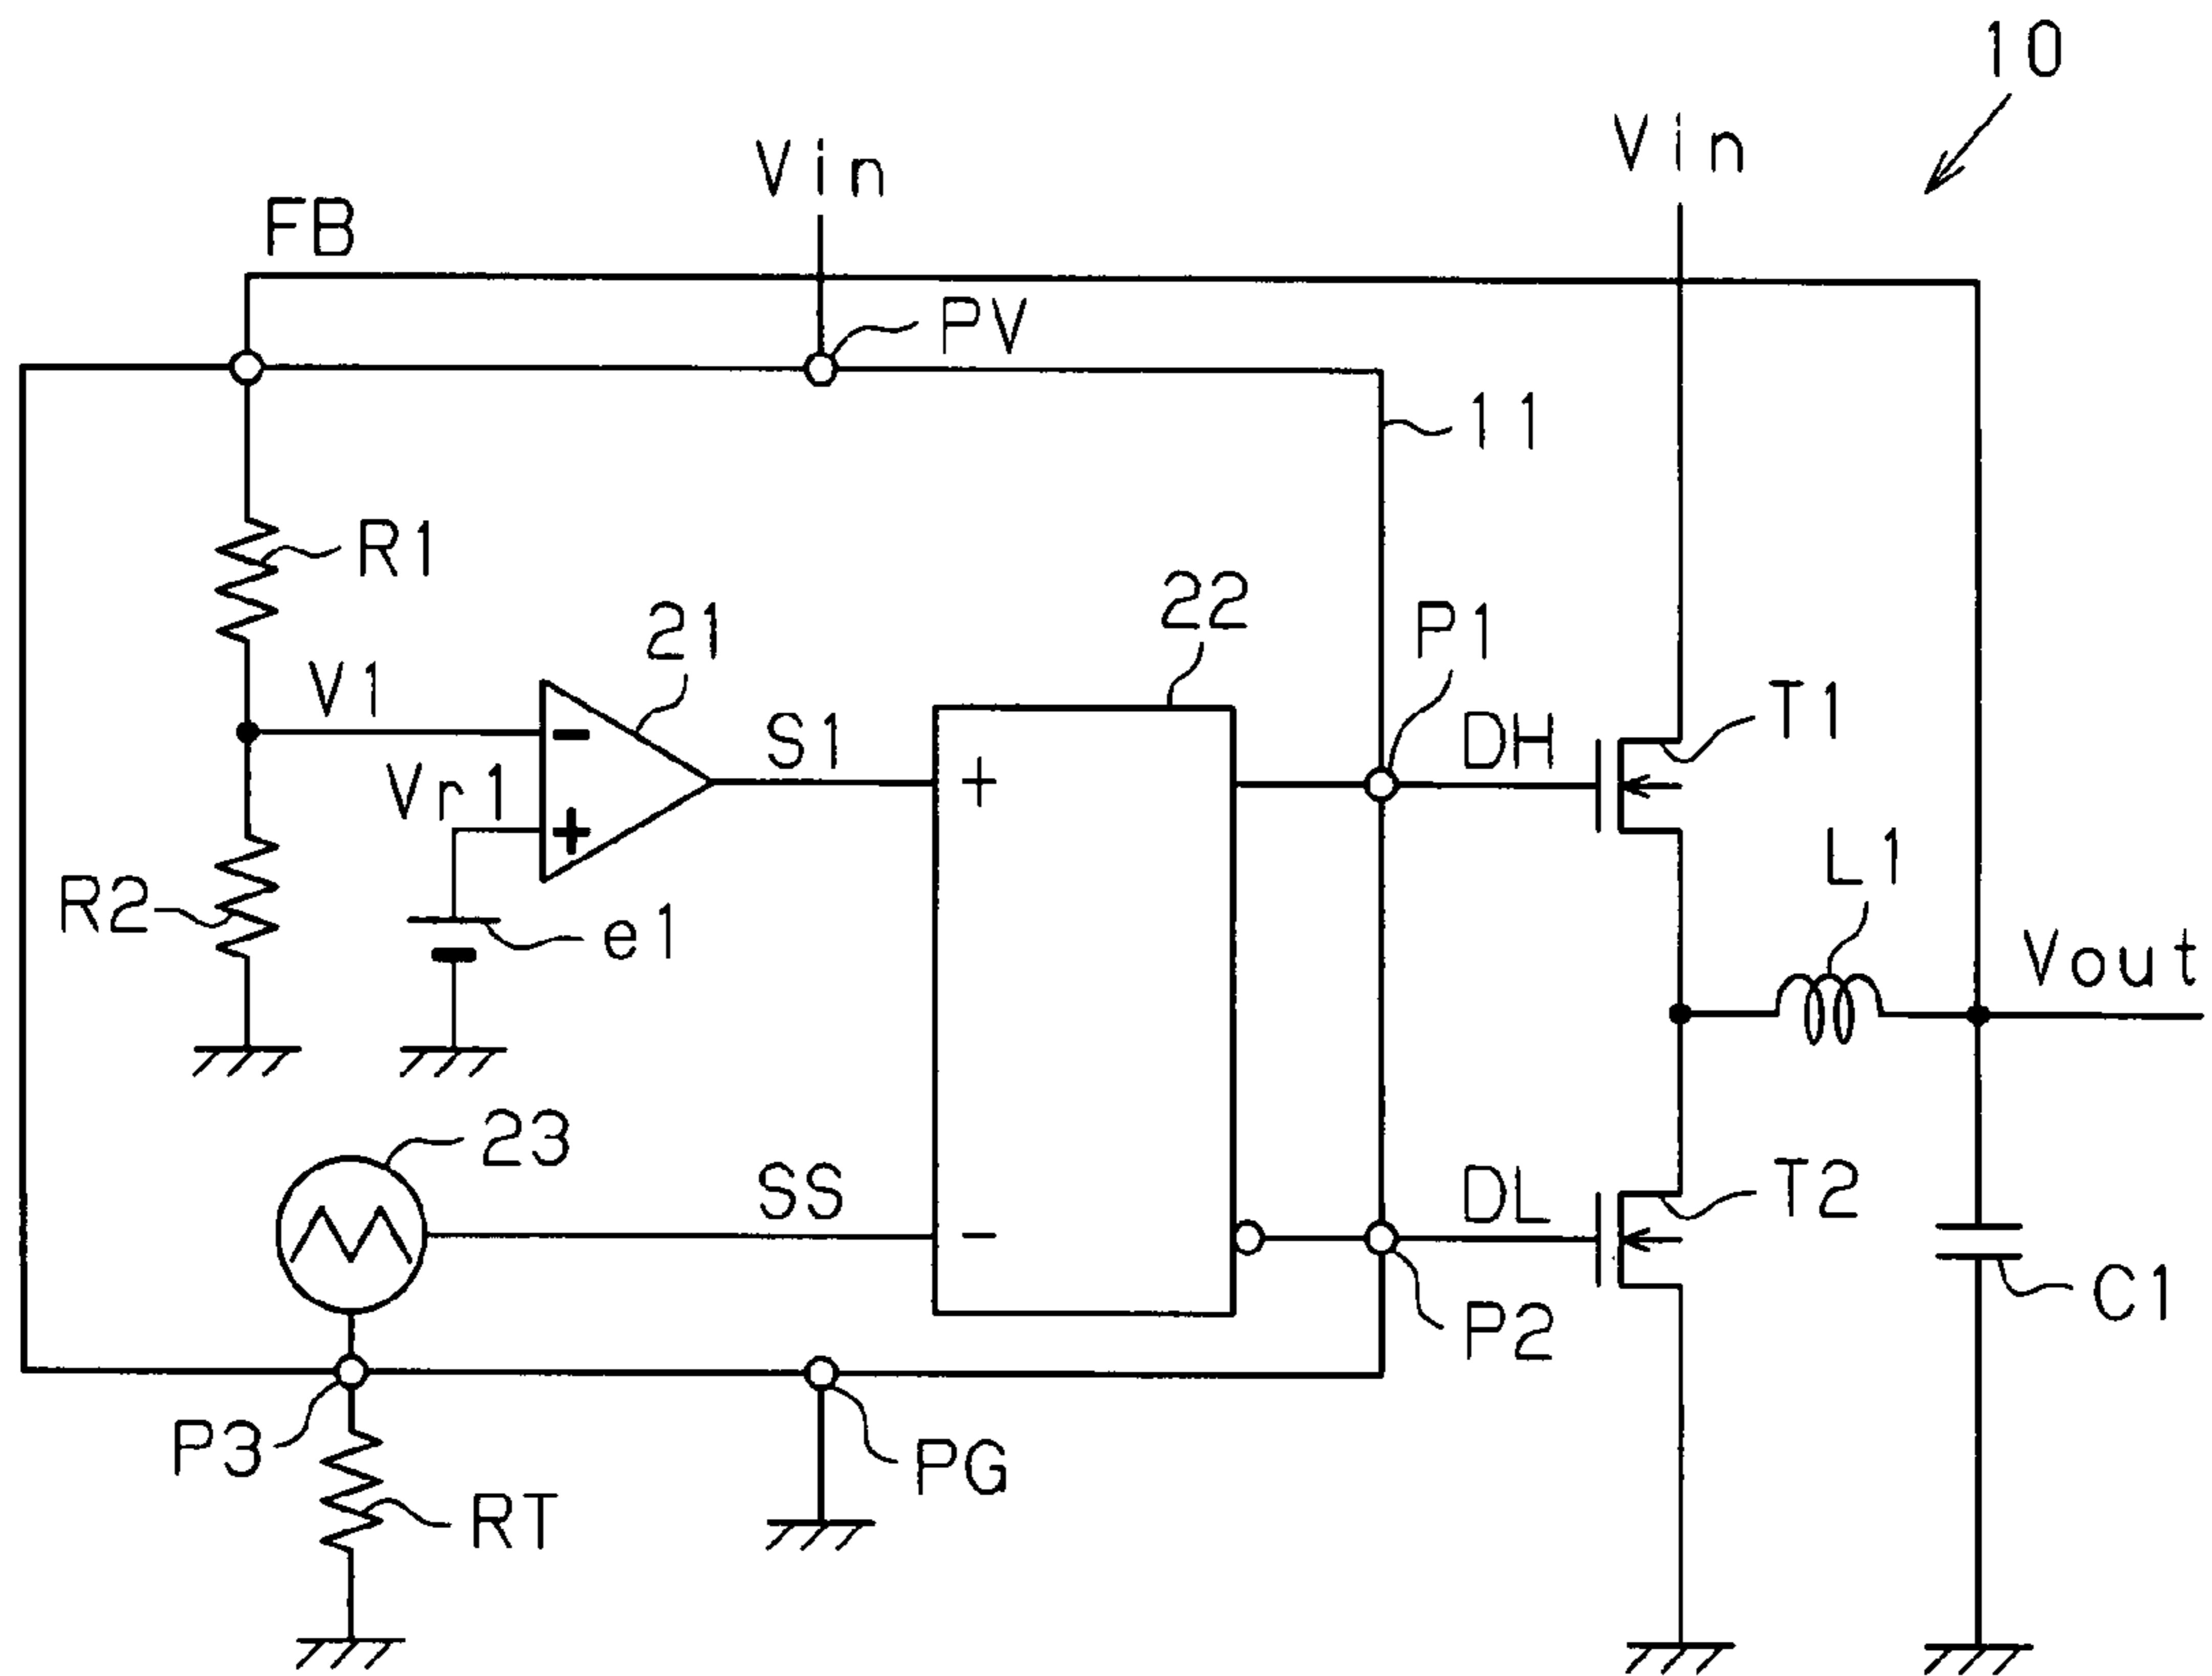 10
Vin
Vin
FB
PV
11
R1
22
P1
21
V1
S1
DH
T1
Vr1
+
-
+
L1
R2
e1
Vout
23
SS
DL
T2
-
P2
C1
P3
PG
RT